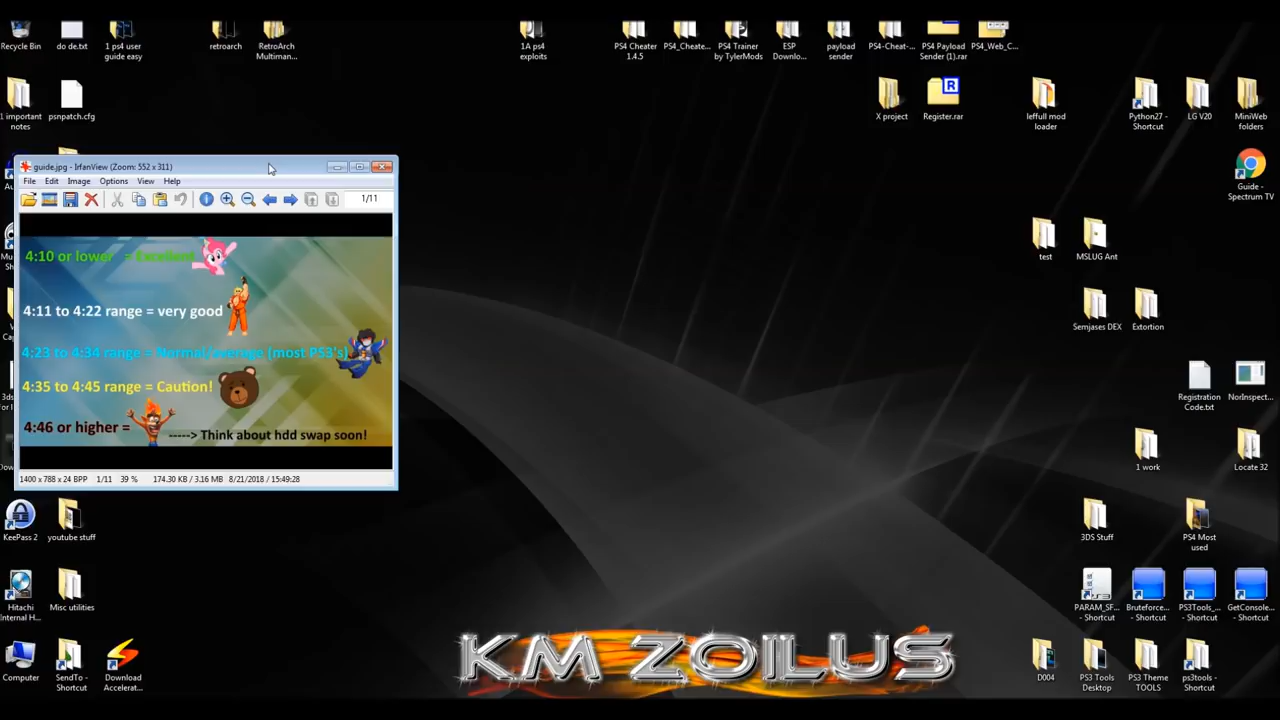 Recycle Bin
do de.txt
1 ps4 user
guide easy
retroarch
RetroArch
Multiman...
1A ps4
exploits
PS4 Cheater
1.4.5
PS4_Cheate...
PS4 Trainer
by TylerMods
ESP
Downlo...
payload
sender
PS4-Cheat-...
PS4 Payload
Sender (1).rar
PS4_Web_C...
1 important
notes
psnpatch.cfg
X project
Register.rar
leffull mod
loader
Python27 -
Shortcut
LG V20
MiniWeb
folders
guide.jpg - IrfanView (Zoom: 552 x 311)
File Edit Image Options View Help
1/11
4:10 or lower = Excellent
4:11 to 4:22 range = very good
4:23 to 4:34 range = Normal/average (most PS3's)
4:35 to 4:45 range = Caution!
4:46 or higher =
-----> Think about hdd swap soon!
1400 x 788 x 24 BPP 1/11 39 % 174.30 KB / 3.16 MB 8/21/2018 / 15:49:28
Guide -
Spectrum TV
test
MSLUG Ant
Semjases DEX
Extortion
Registration
Code.txt
NorInspect...
1 work
Locate 32
KeePass 2
youtube stuff
3DS Stuff
PS4 Most
used
Hitachi
Internal H...
Misc utilities
PARAM_SF...
- Shortcut
Bruteforce...
- Shortcut
PS3Tools_...
- Shortcut
GetConsole...
- Shortcut
Computer
SendTo -
Shortcut
Download
Accelerat...
KM ZOILUS
D004
PS3 Tools
Desktop
PS3 Theme
TOOLS
ps3tools -
Shortcut